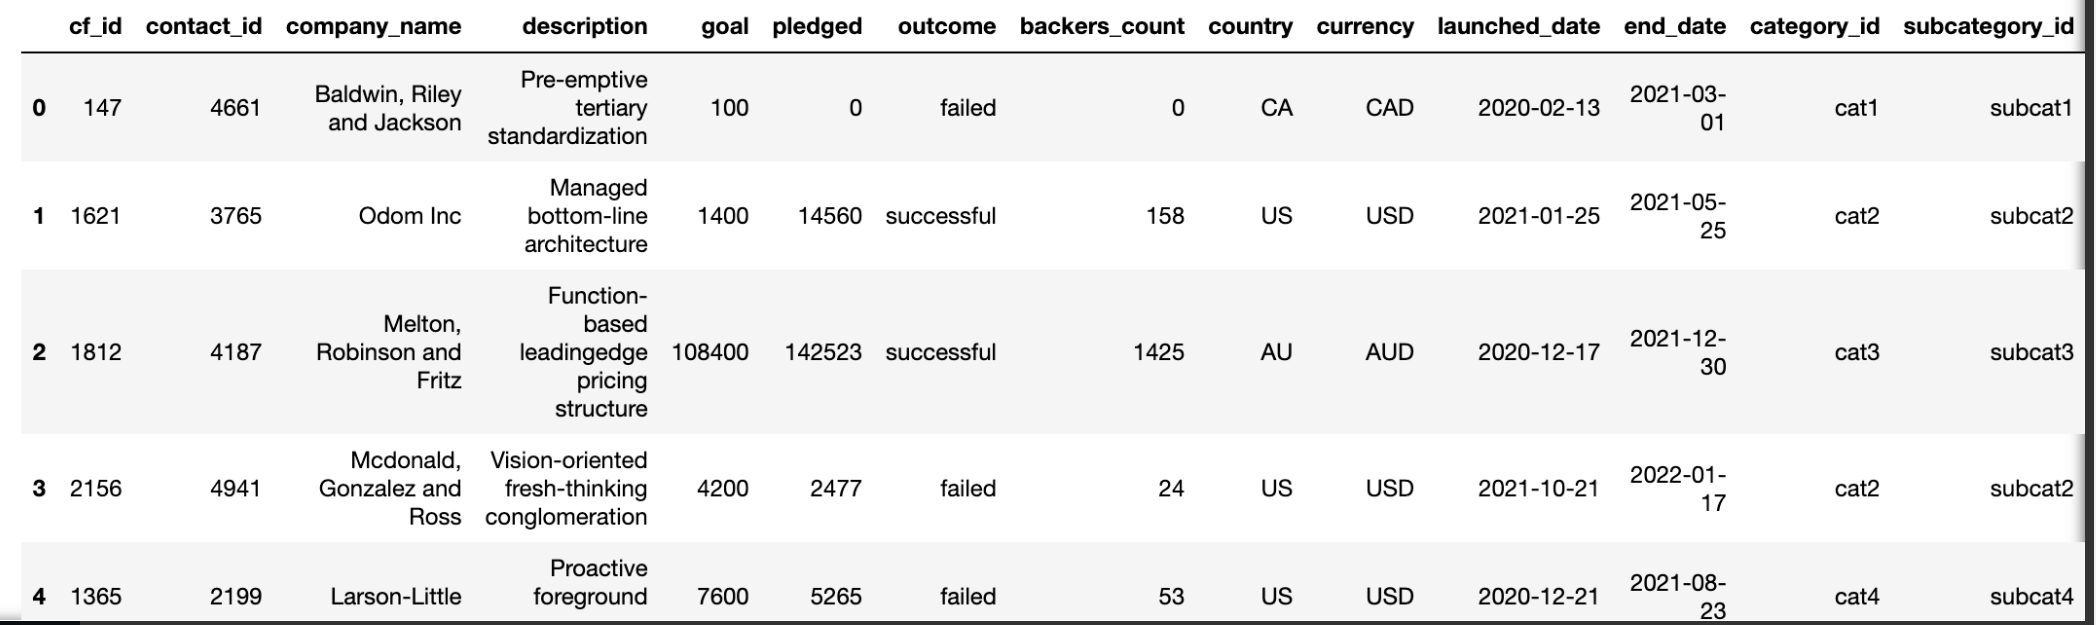 cf_id contact_id company_name description goal pledged outcome backers_count country currency launched_date end_date category_id subcategory_id
0 147 4661 Baldwin, Riley and Jackson Pre-emptive tertiary standardization 100 0 failed 0 CA CAD 2020-02-13 2021-03-01 cat1 subcat1
1 1621 3765 Odom Inc Managed bottom-line architecture 1400 14560 successful 158 US USD 2021-01-25 2021-05-25 cat2 subcat2
2 1812 4187 Melton, Robinson and Fritz Function-based leadingedge pricing structure 108400 142523 successful 1425 AU AUD 2020-12-17 2021-12-30 cat3 subcat3
3 2156 4941 Mcdonald, Gonzalez and Ross Vision-oriented fresh-thinking conglomeration 4200 2477 failed 24 US USD 2021-10-21 2022-01-17 cat2 subcat2
4 1365 2199 Larson-Little Proactive foreground 7600 5265 failed 53 US USD 2020-12-21 2021-08-23 cat4 subcat4